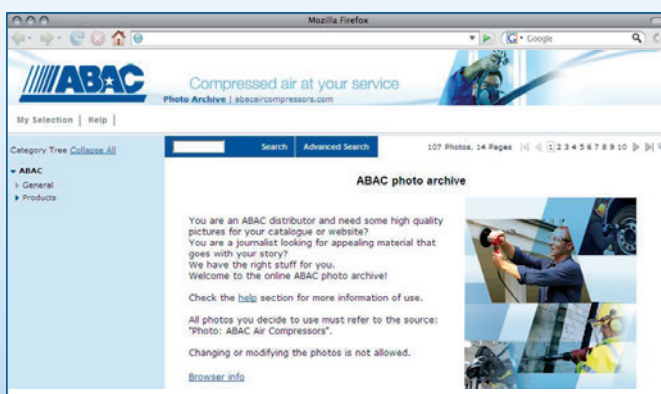 Mozilla Firefox
Google
ABAC
Compressed air at your service
Photo Archive | abacaircompressors.com
My Selection | Help |
Category Tree Collapse All
Search
Advanced Search
107 Photos, 14 Pages 1 2 3 4 5 6 7 8 9 10
ABAC
General
Products
ABAC photo archive
You are an ABAC distributor and need some high quality
pictures for your catalogue or website?
You are a journalist looking for appealing material that
goes with your story?
We have the right stuff for you.
Welcome to the online ABAC photo archive!
Check the help section for more information of use.
All photos you decide to use must refer to the source:
"Photo: ABAC Air Compressors".
Changing or modifying the photos is not allowed.
Browser info